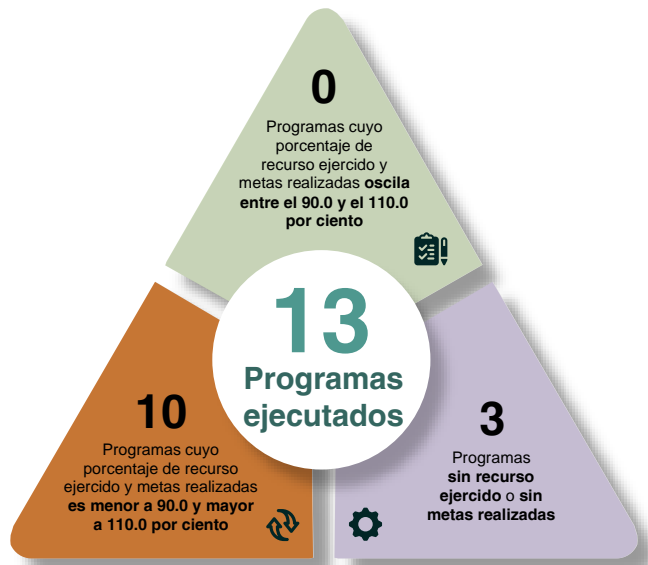 0
Programas cuyo
porcentaje de
recurso ejercido y
metas realizadas oscila
entre el 90.0 y el 110.0
por ciento
13
Programas
ejecutados
10
Programas cuyo
porcentaje de recurso
ejercido y metas realizadas
es menor a 90.0 y mayor
a 110.0 por ciento
3
Programas
sin recurso
ejercido o sin
metas realizadas